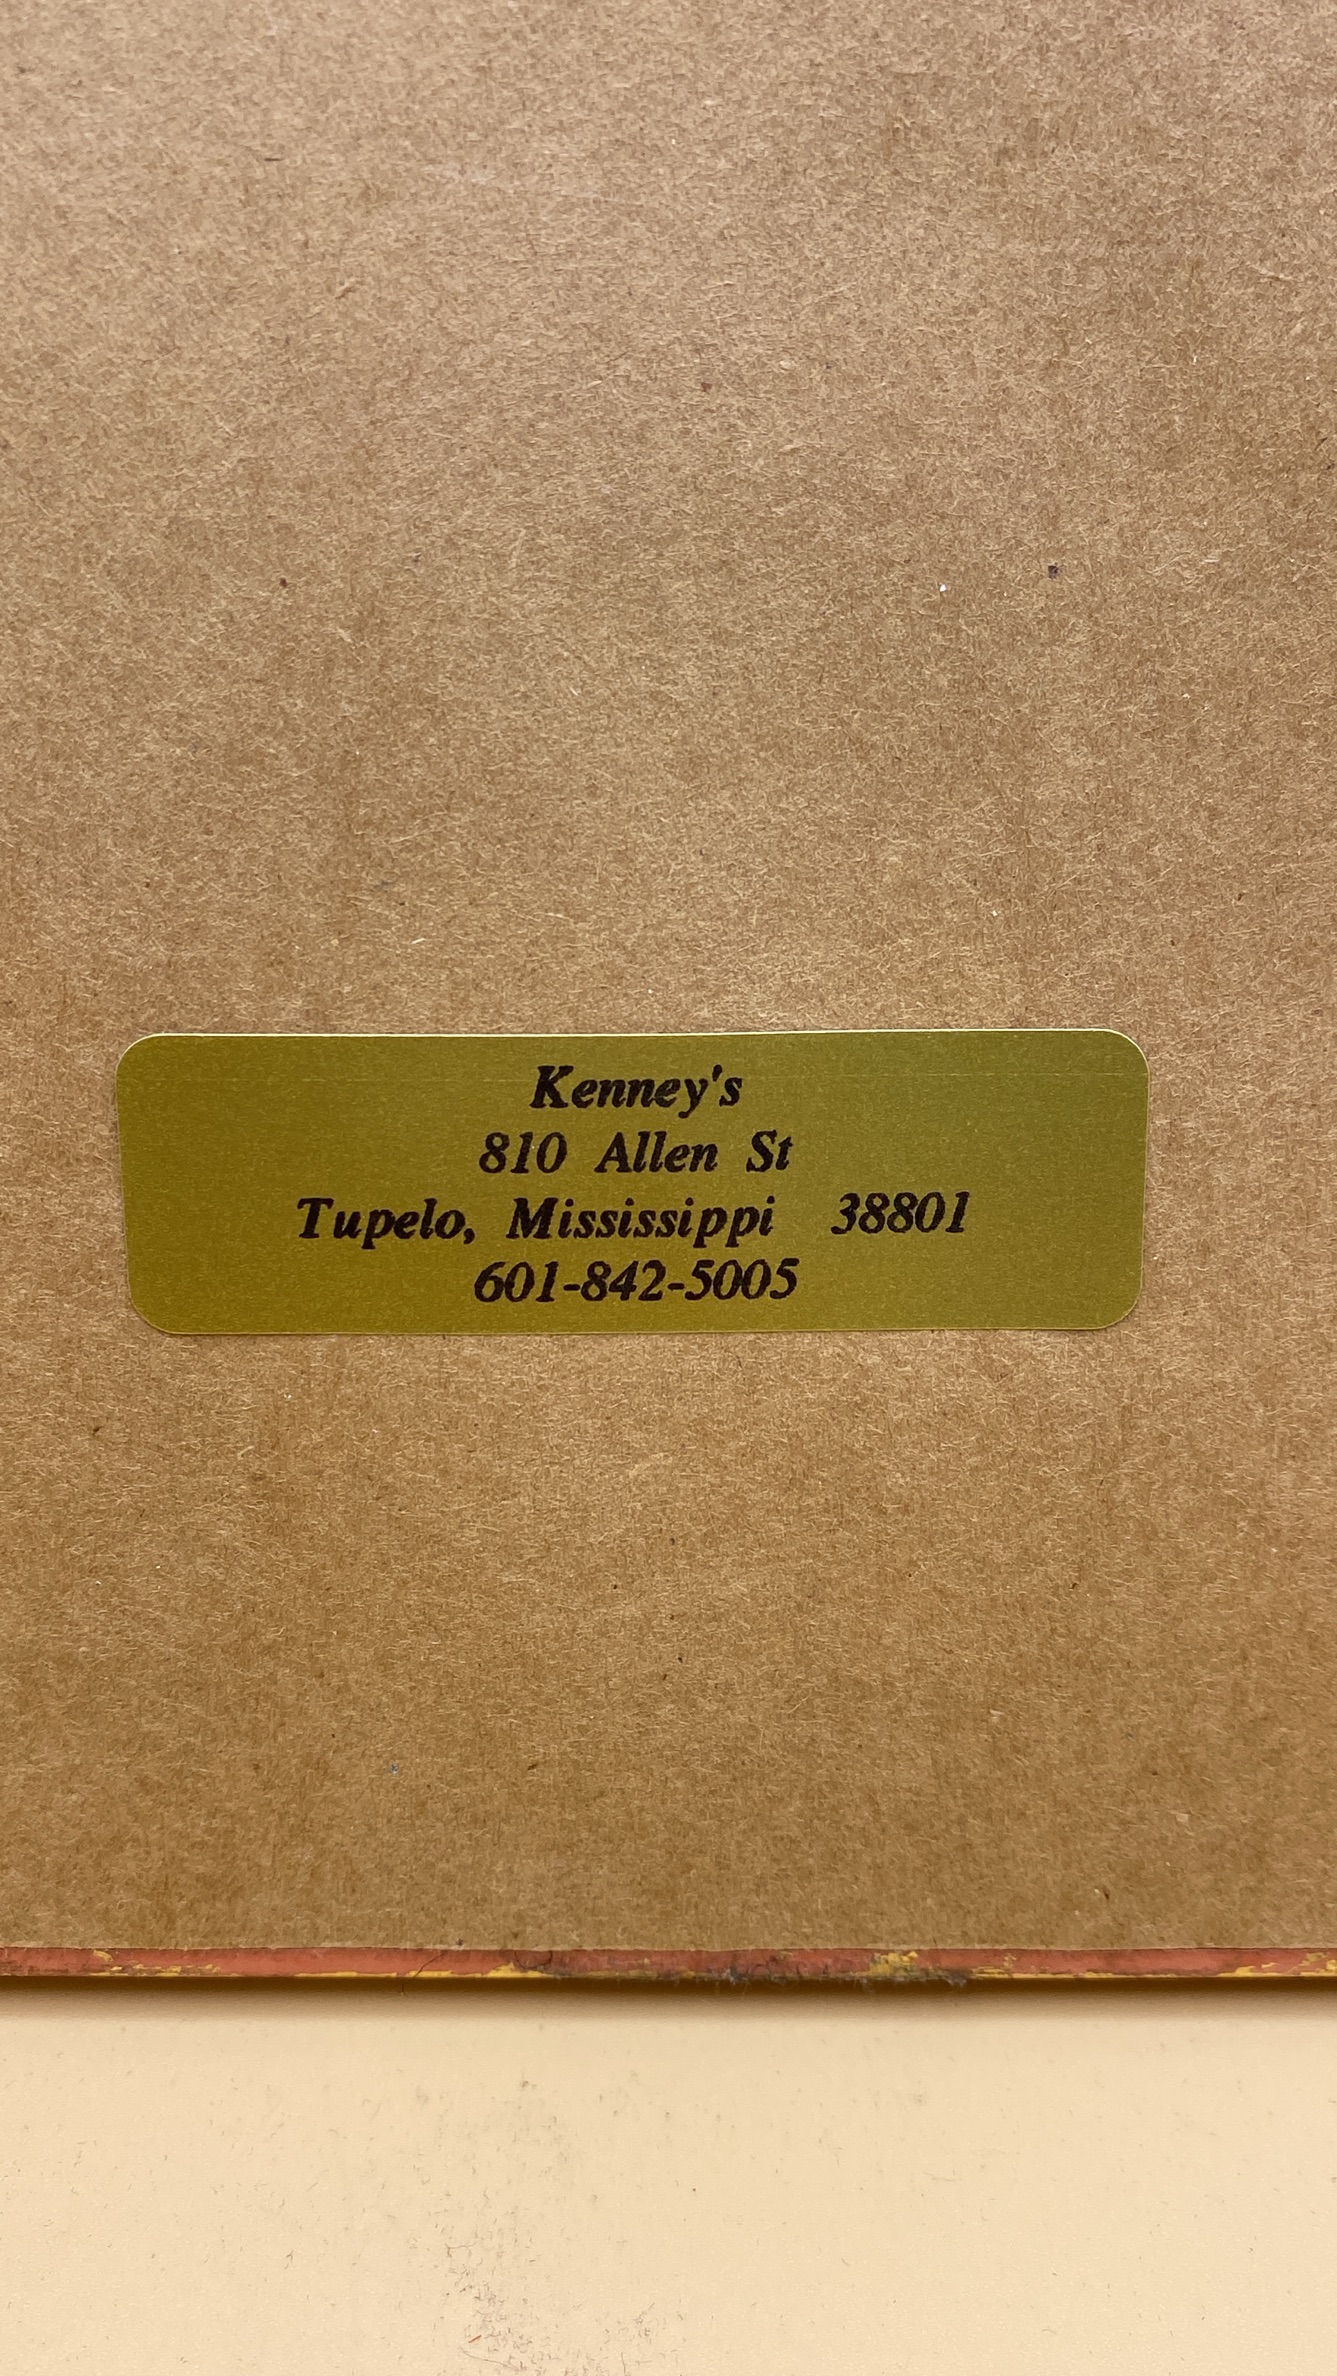 Kenney's
810 Allen St
Tupelo, Mississippi 38801
601-842-5005